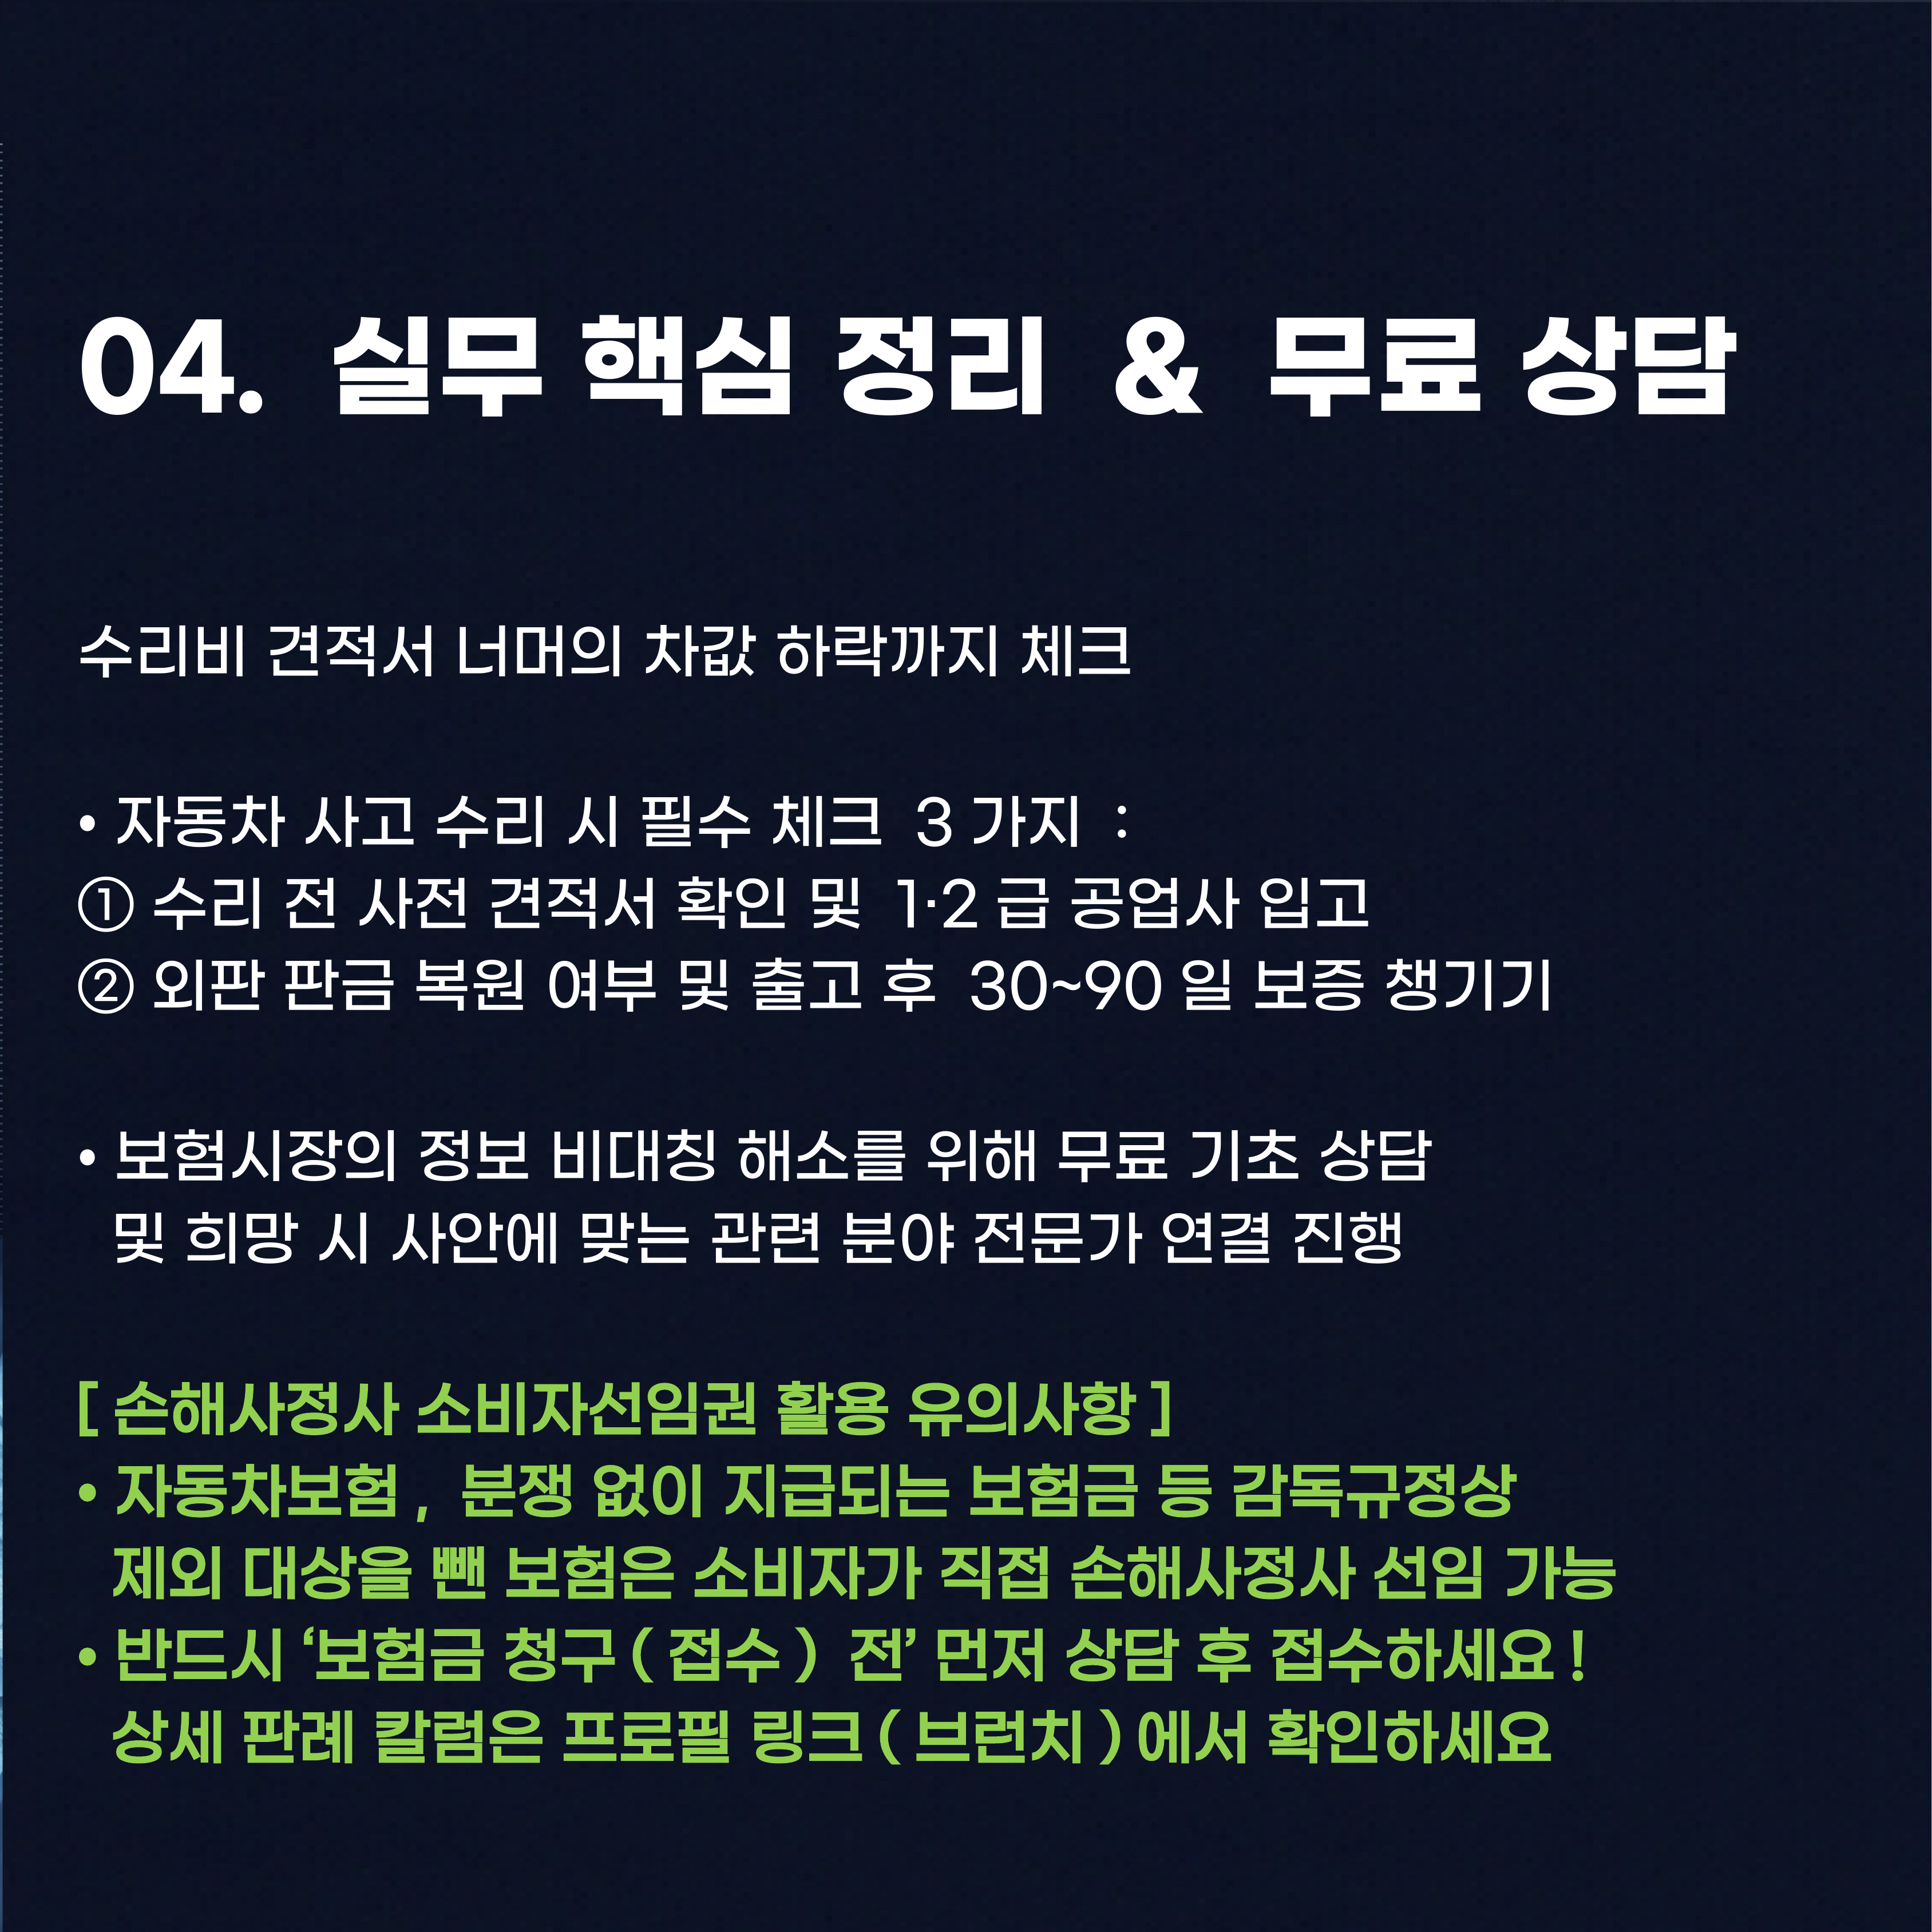 04. 실무 핵심 정리 & 무료 상담
수리비 견적서 너머의 차값 하락까지 체크
• 자동차 사고 수리 시 필수 체크 3 가지 :
① 수리 전 사전 견적서 확인 및 1·2 급 공업사 입고
② 외판 판금 복원 여부 및 출고 후 30~90 일 보증 챙기기
• 보험시장의 정보 비대칭 해소를 위해 무료 기초 상담
및 희망 시 사안에 맞는 관련 분야 전문가 연결 진행
[ 손해사정사 소비자선임권 활용 유의사항 ]
• 자동차보험 , 분쟁 없이 지급되는 보험금 등 감독규정상
제외 대상을 뺀 보험은 소비자가 직접 손해사정사 선임 가능
• 반드시 ‘보험금 청구 ( 접수 ) 전’ 먼저 상담 후 접수하세요 !
상세 판례 칼럼은 프로필 링크 ( 브런치 ) 에서 확인하세요